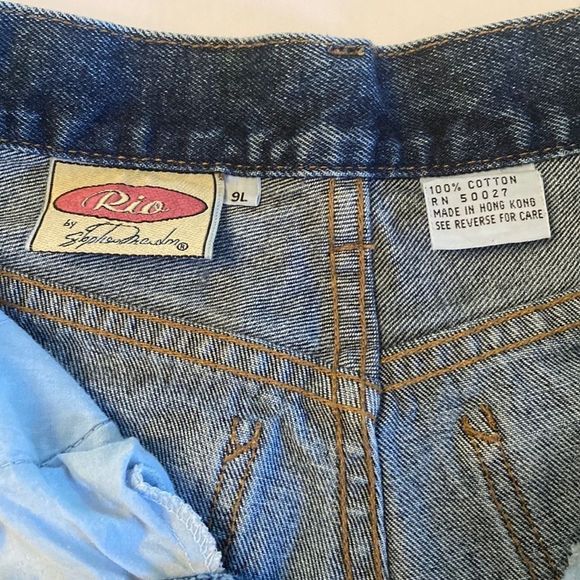 Rio
by
9L
100% COTTON
RN 50027
MADE IN HONG KONG
SEE REVERSE FOR CARE